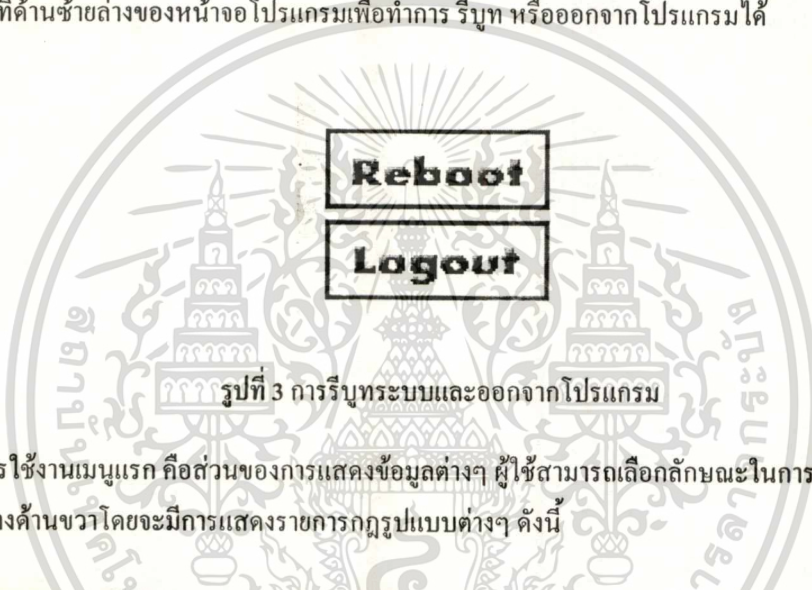 ที่ด้านซ้ายล่างของหน้าจอโปรแกรมเพื่อทำการ รีบูท หรือออกจากโปรแกรมได้
Reboot
Logout
รูปที่ 3 การรีบูทระบบและออกจากโปรแกรม
รใช้งานเมนูแรก คือส่วนของการแสดงข้อมูลต่างๆ ผู้ใช้สามารถเลือกลักษณะในการ
างด้านขวาโดยจะมีการแสดงรายการกฎรูปแบบต่างๆ ดังนี้